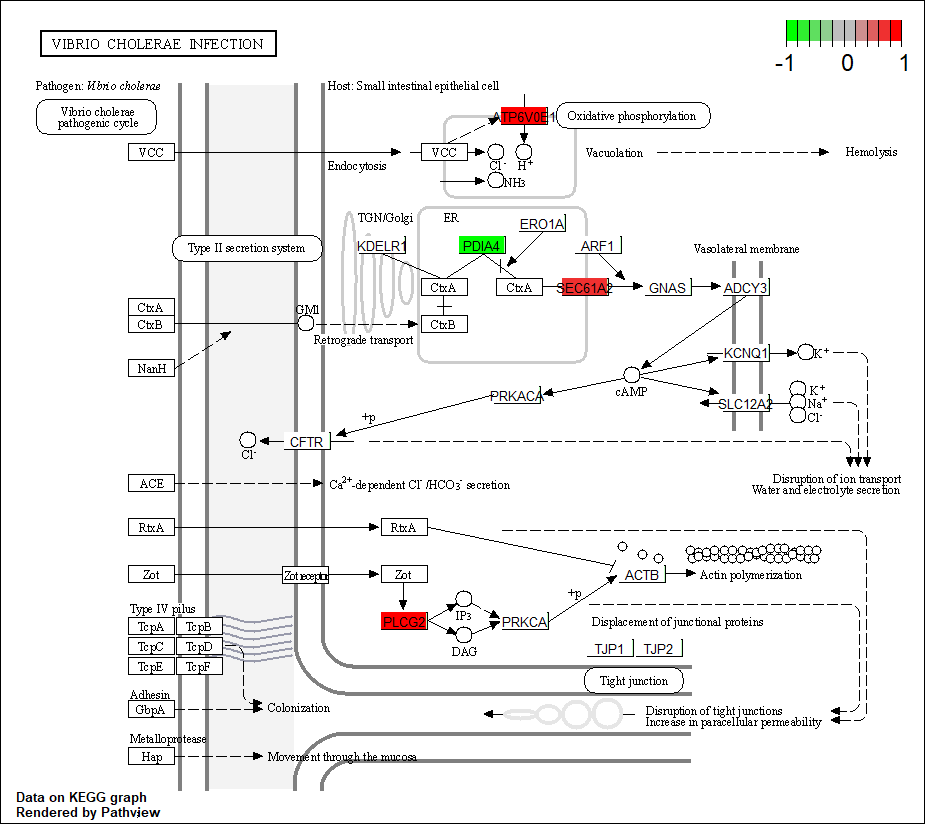 VIBRIO CHOLERAE INFECTION
-1 0 1
Pathogen: Vibrio cholerae
Host: Small intestinal epithelial cell
Vibrio cholerae
pathogenic cycle
ATP6V0E1
Oxidative phosphorylation
VCC
Endocytosis
VCC
Cl-
H+
NH3
Vacuolation
Hemolysis
TGN/Golgi
ER
ERO1A
Type II secretion system
KDELR1
PDIA4
ARF1
Vasolateral membrane
CtxA
CtxA
SEC61A2
GNAS
ADCY3
CtxA
CtxB
GM1
CtxB
Retrograde transport
NanH
KCNQ1
K+
cAMP
PRKACA
SLC12A2
K+
Na+
Cl-
+p
CFTR
Cl-
Disruption of ion transport
Water and electrolyte secretion
ACE
Ca2+-dependent Cl-/HCO3- secretion
RtxA
RtxA
Zot
Zot receptor
Zot
ACTB
Actin polymerization
+p
Type IV pilus
TcpA
TcpB
TcpC
TcpD
TcpE
TcpF
PLCG2
IP3
DAG
PRKCA
Displacement of junctional proteins
TJP1
TJP2
Tight junction
Adhesin
GbpA
Colonization
Disruption of tight junctions
Increase in paracellular permeability
Metalloprotease
Hap
Movement through the mucosa
Data on KEGG graph
Rendered by Pathview